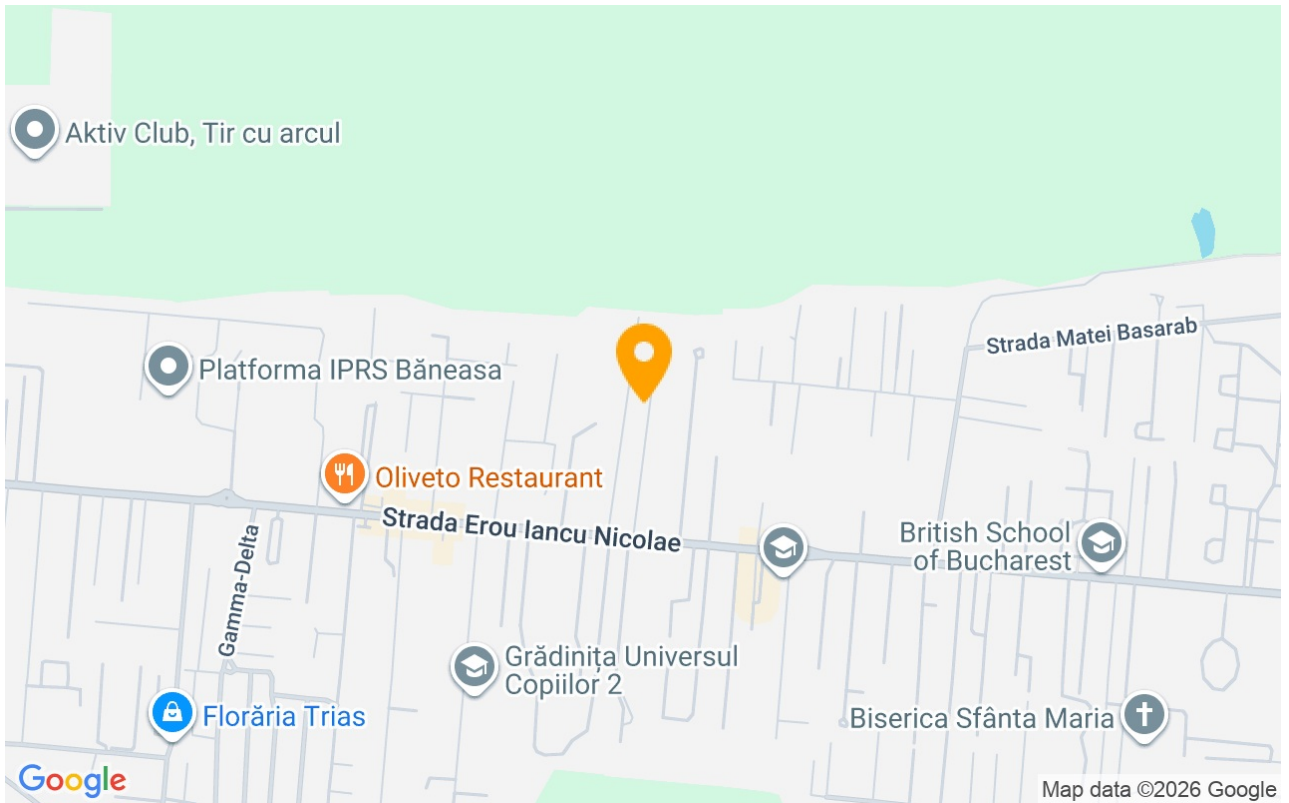 Aktiv Club, Tir cu arcul
Strada Matei Basarab
Platforma IPRS Băneasa
Oliveto Restaurant
Strada Erou Iancu Nicolae
British School
of Bucharest
Gamma-Delta
Grădinița Universul
Copiilor 2
Florăria Trias
Biserica Sfânta Maria
Google
Map data ©2026 Google